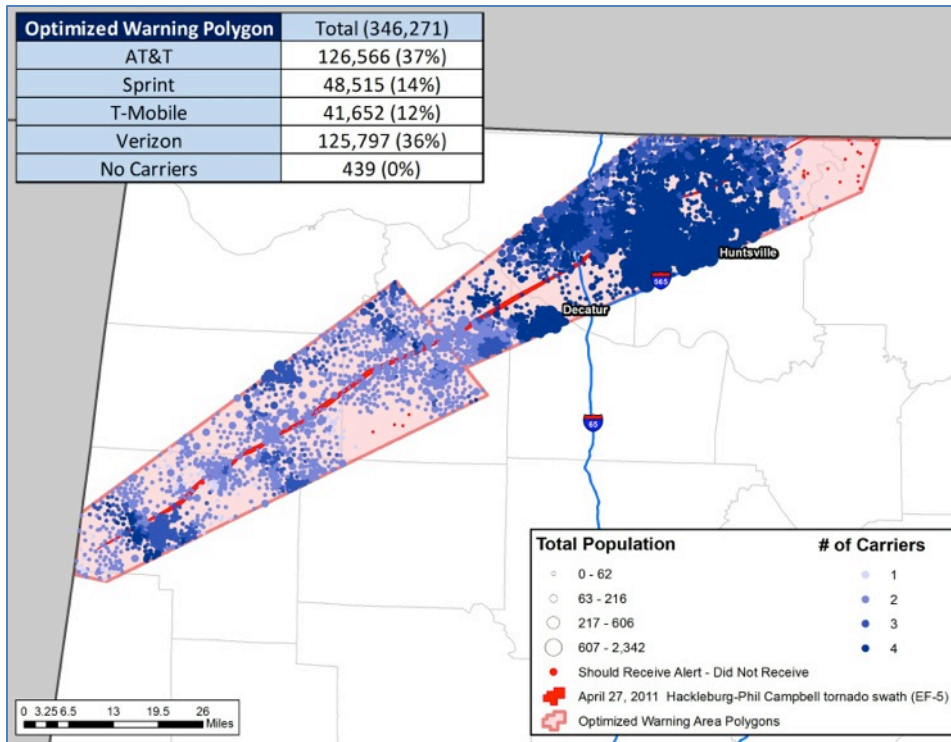 Optimized Warning Polygon Total (346,271)
AT&T 126,566 (37%)
Sprint 48,515 (14%)
T-Mobile 41,652 (12%)
Verizon 125,797 (36%)
No Carriers 439 (0%)
Huntsville
565
Decatur
65
Total Population # of Carriers
0 - 62 1
63 - 216 2
217 - 606 3
607 - 2,342 4
Should Receive Alert - Did Not Receive
April 27, 2011 Hackleburg-Phil Campbell tornado swath (EF-5)
Optimized Warning Area Polygons
0 3.25 6.5 13 19.5 26
Miles